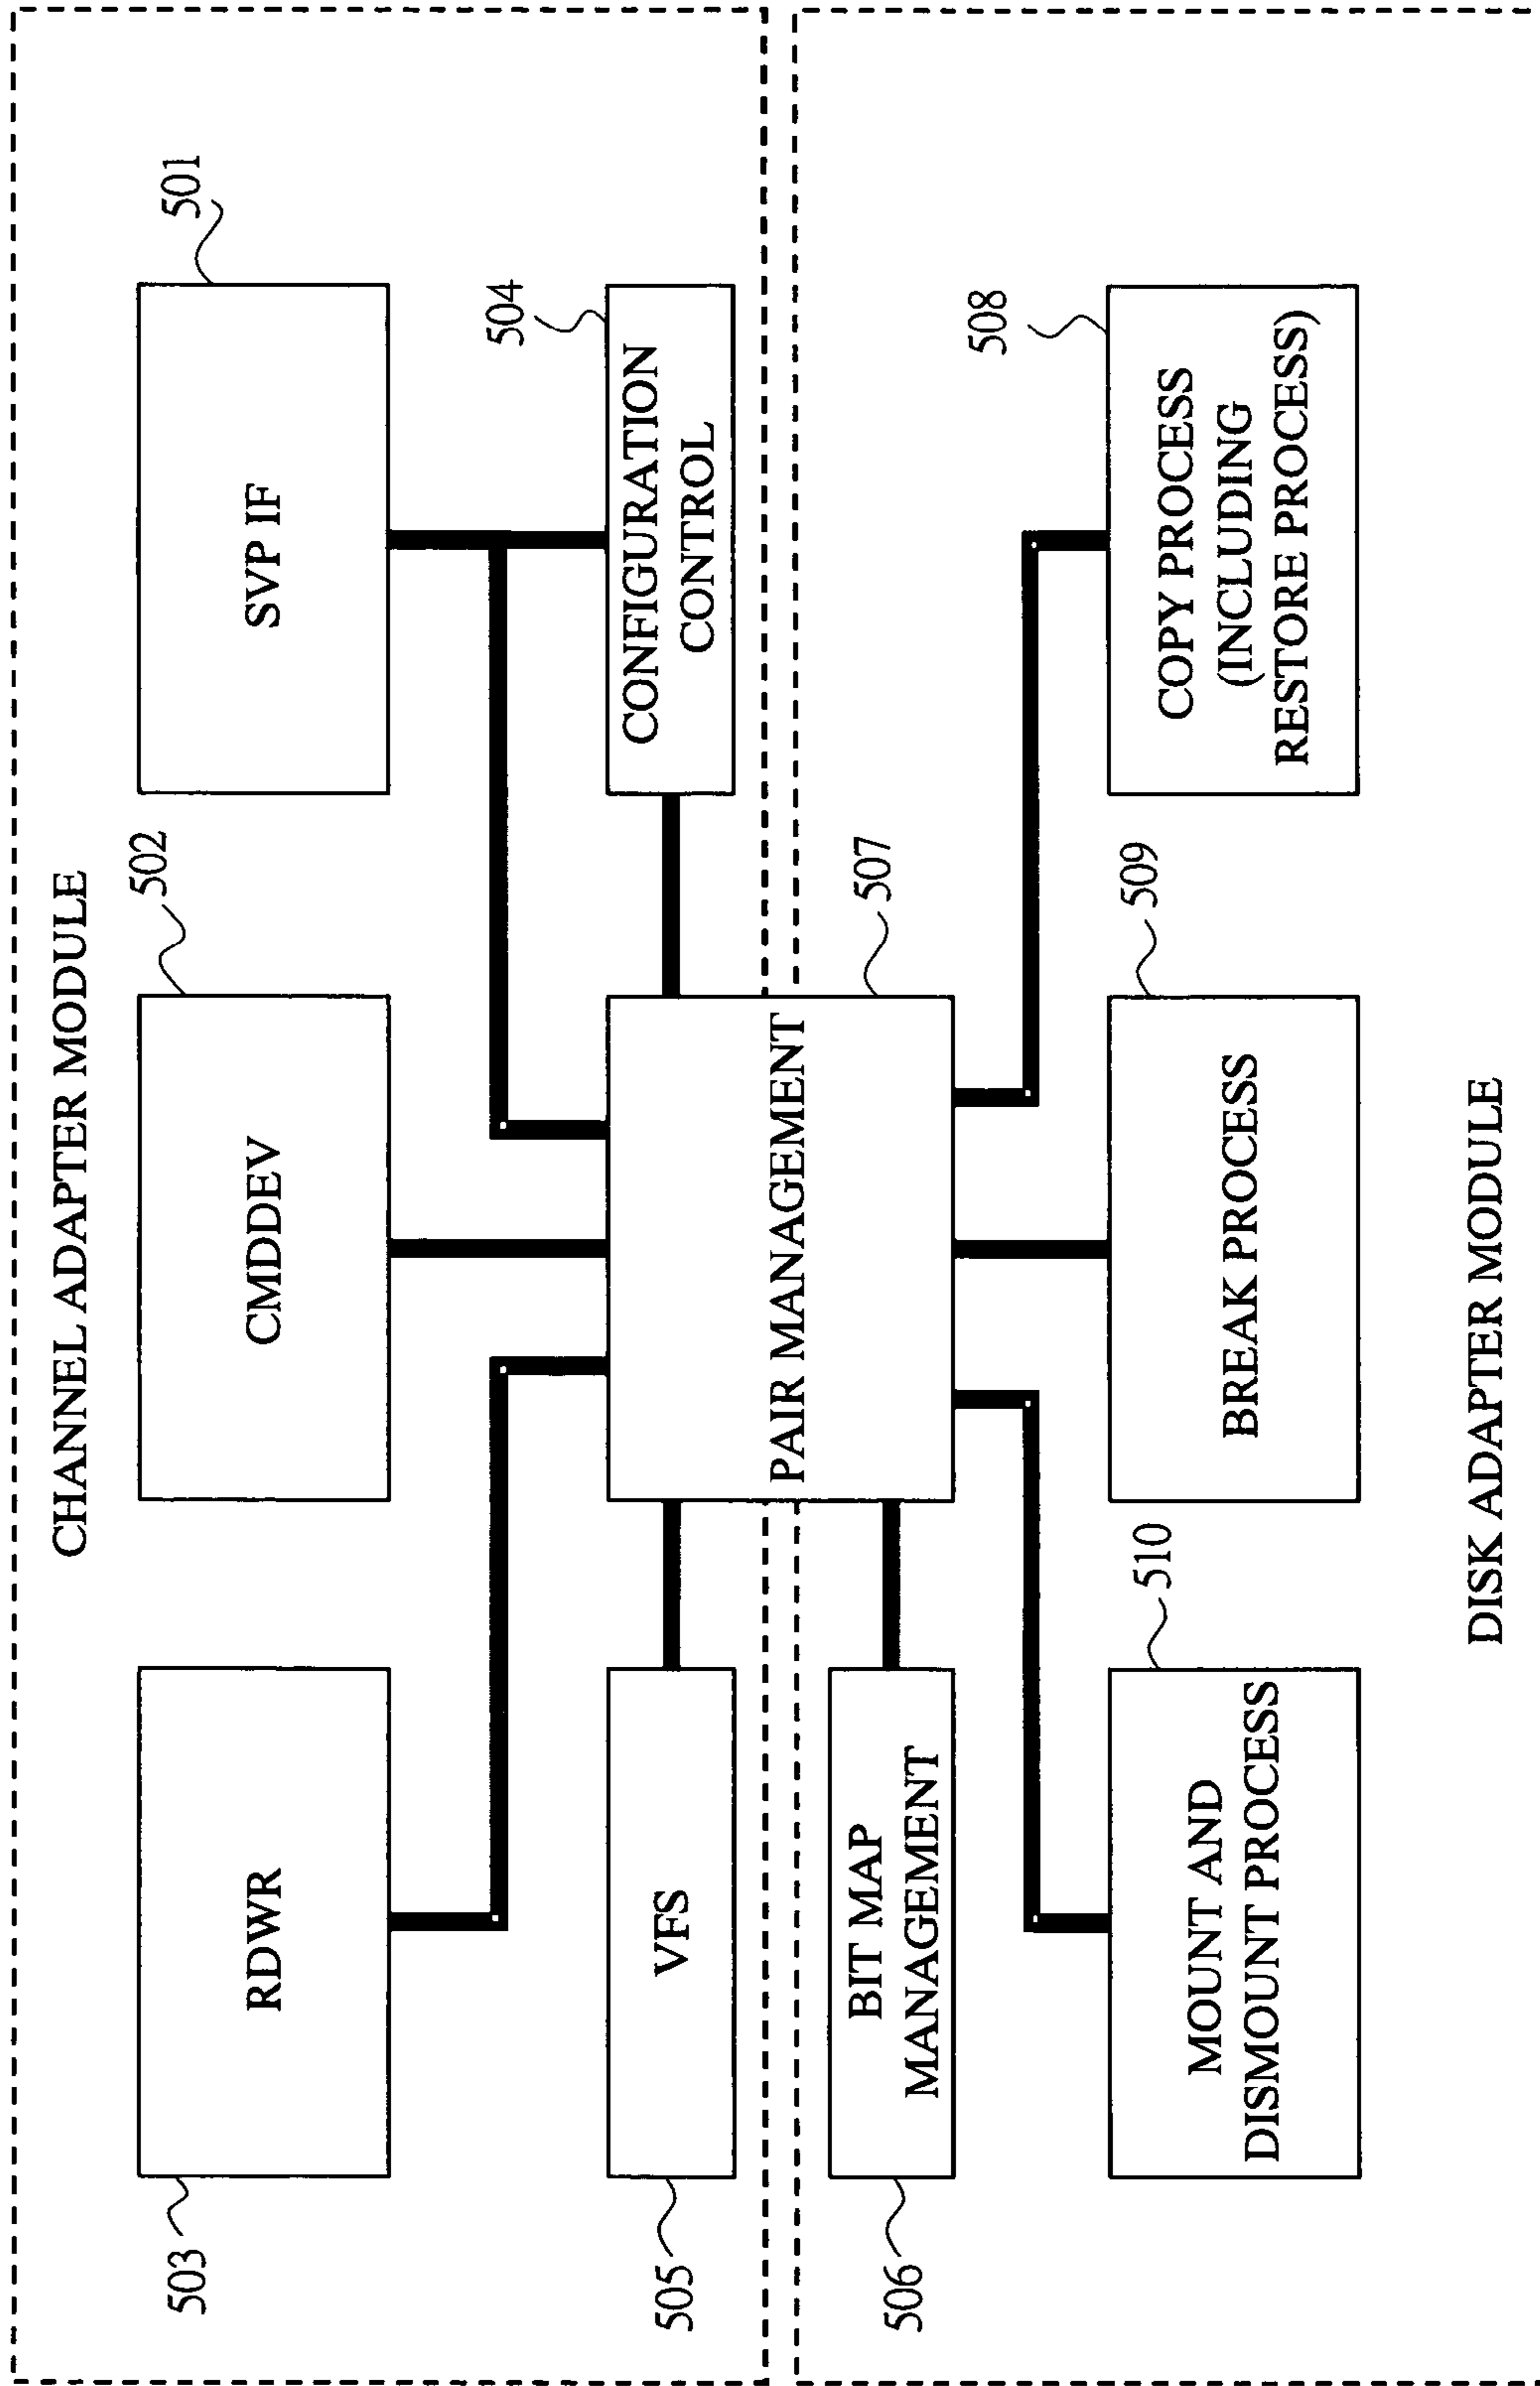 CHANNEL ADAPTER MODULE
503
RDWR
502
CMDDEV
501
SVP IF
505
VFS
504
CONFIGURATION
CONTROL
507
PAIR MANAGEMENT
506
BIT MAP
MANAGEMENT
510
MOUNT AND
DISMOUNT PROCESS
509
BREAK PROCESS
508
COPY PROCESS
(INCLUDING
RESTORE PROCESS)
DISK ADAPTER MODULE